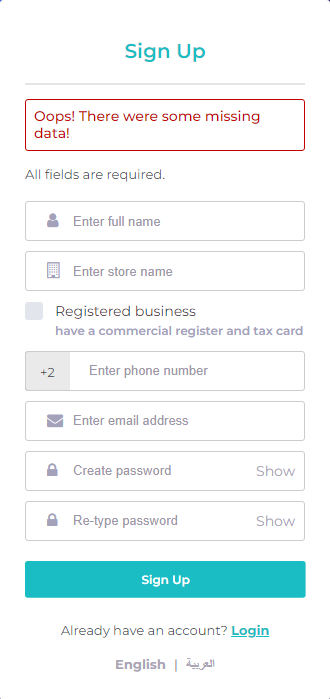 Sign Up
Oops! There were some missing
data!
All fields are required.
Enter full name
Enter store name
Registered business
have a commercial register and tax card
+2 Enter phone number
Enter email address
Create password Show
Re-type password Show
Sign Up
Already have an account? Login
English | العربية